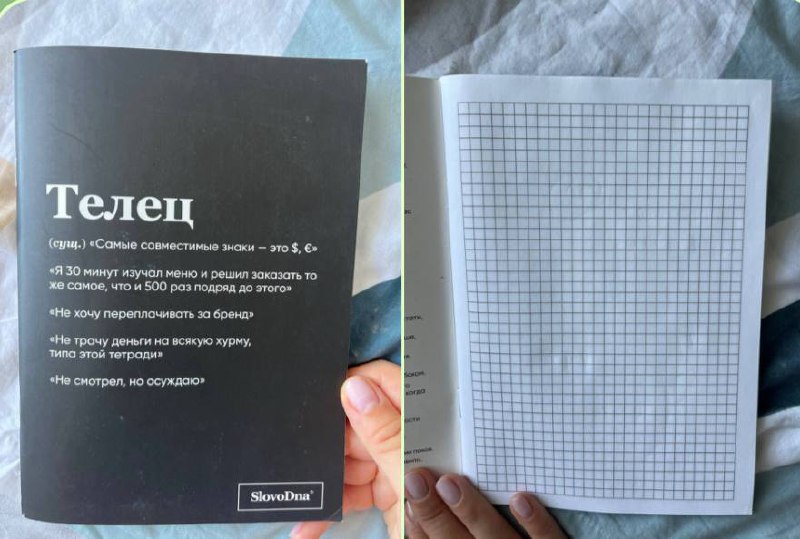 Телец
(сущ.) «Самые совместимые знаки — это $, €»
«Я 30 минут изучал меню и решил заказать то
же самое, что и 500 раз подряд до этого»
«Не хочу переплачивать за бренд»
«Не трачу деньги на всякую хурму,
типа этой тетради»
«Не смотрел, но осуждаю»
SlovoDna
когда